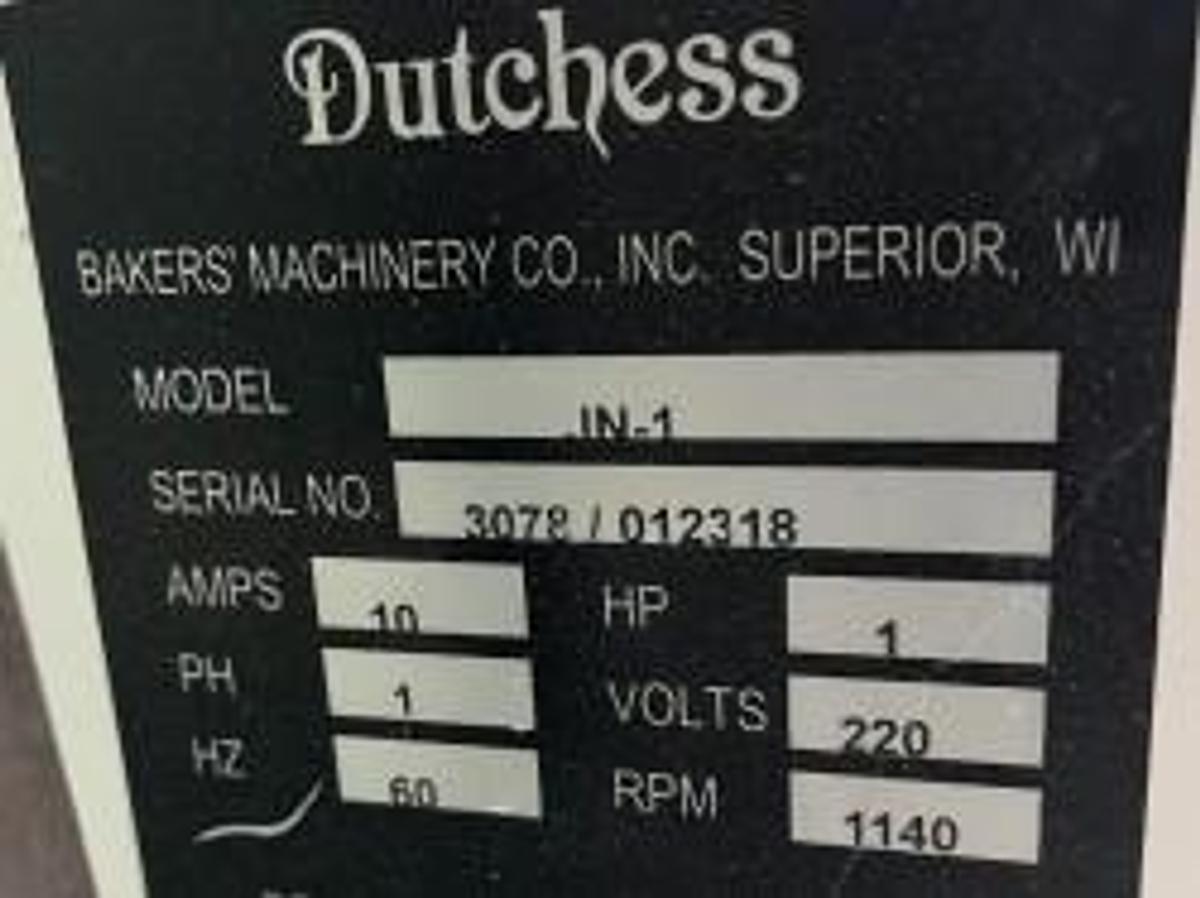 Dutchess
BAKERS' MACHINERY CO., INC. SUPERIOR, WI
MODEL JN-1
SERIAL NO. 3078 / 012318
AMPS 10 HP 1
PH 1 VOLTS 220
HZ 60 RPM 1140